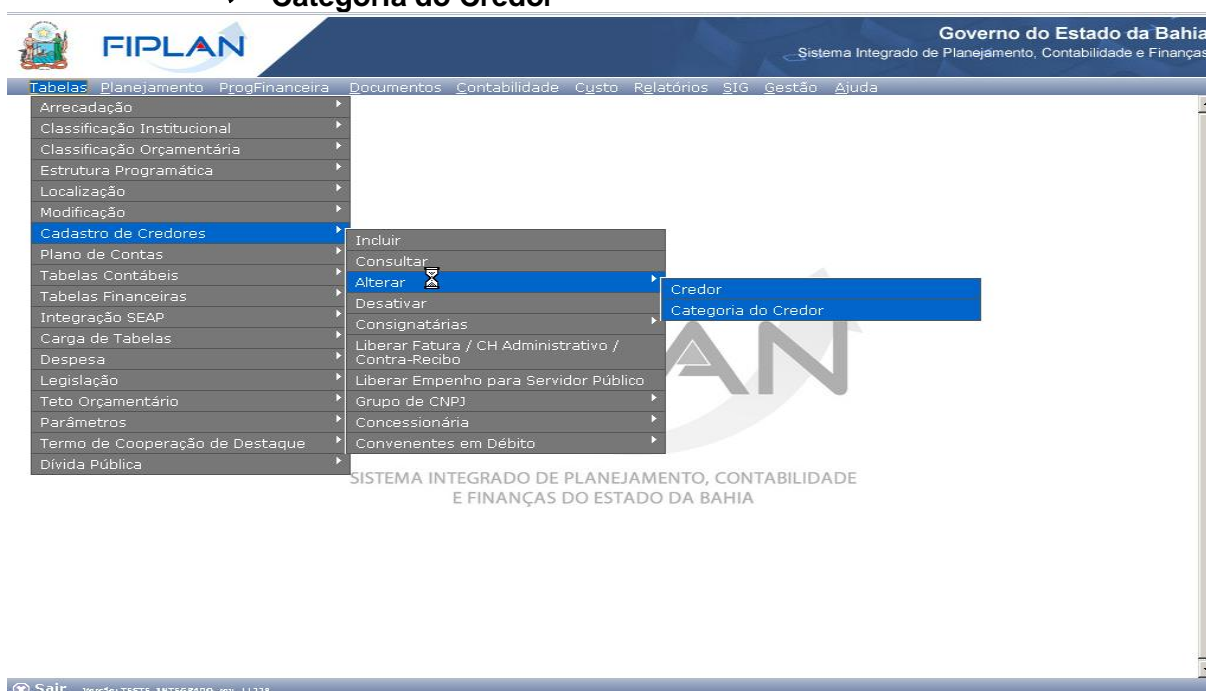 Categoria do Credor
FIPLAN
Governo do Estado da Bahia
Sistema Integrado de Planejamento, Contabilidade e Finanças
Tabelas Planejamento ProgFinanceira Documentos Contabilidade Custo Relatórios SIG Gestão Ajuda
Arrecadação
Classificação Institucional
Classificação Orçamentária
Estrutura Programática
Localização
Modificação
Cadastro de Credores
Plano de Contas
Tabelas Contábeis
Tabelas Financeiras
Integração SEAP
Carga de Tabelas
Despesa
Legislação
Teto Orçamentário
Parâmetros
Termo de Cooperação de Destaque
Dívida Pública
Incluir
Consultar
Alterar
Desativar
Consignatárias
Liberar Fatura / CH Administrativo /
Contra-Recibo
Liberar Empenho para Servidor Público
Grupo de CNPJ
Concessionária
Convenentes em Débito
Credor
Categoria do Credor
AN
SISTEMA INTEGRADO DE PLANEJAMENTO, CONTABILIDADE
E FINANÇAS DO ESTADO DA BAHIA
Sair